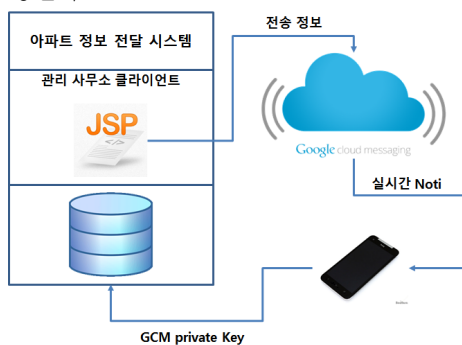 아파트 정보 전달 시스템
관리 사무소 클라이언트
JSP
</>
전송 정보
Google cloud messaging
실시간 Noti
GCM private Key